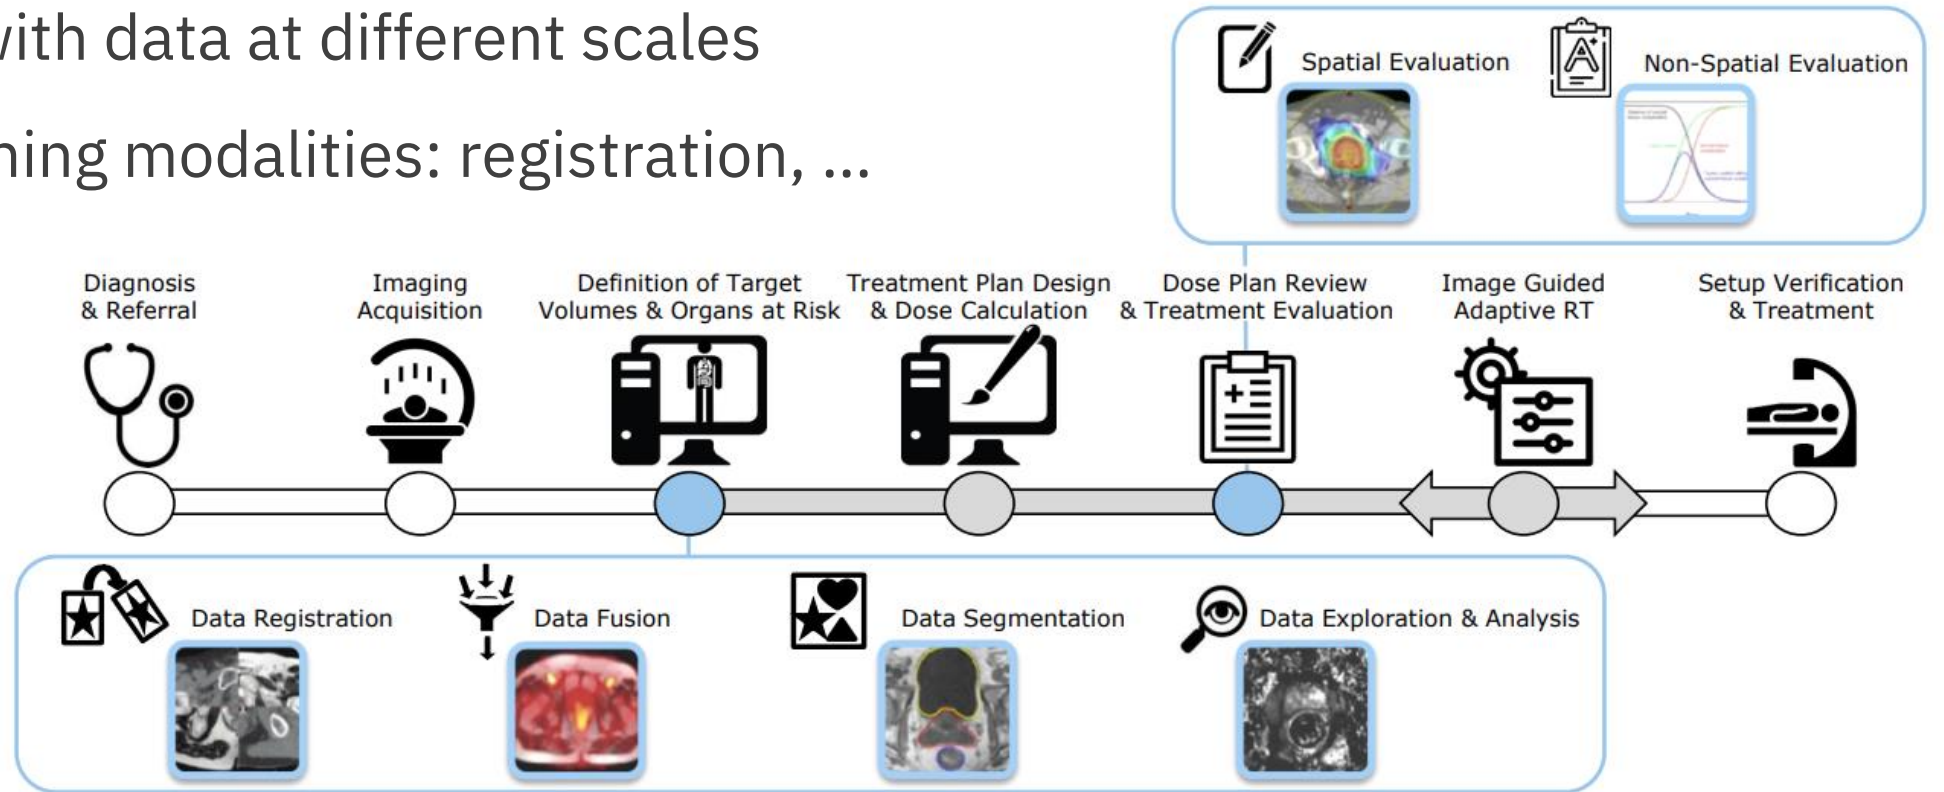 with data at different scales
ning modalities: registration, ...
Spatial Evaluation
Non-Spatial Evaluation
Diagnosis
& Referral
Imaging
Acquisition
Definition of Target
Volumes & Organs at Risk
Treatment Plan Design
& Dose Calculation
Dose Plan Review
& Treatment Evaluation
Image Guided
Adaptive RT
Setup Verification
& Treatment
Data Registration
Data Fusion
Data Segmentation
Data Exploration & Analysis